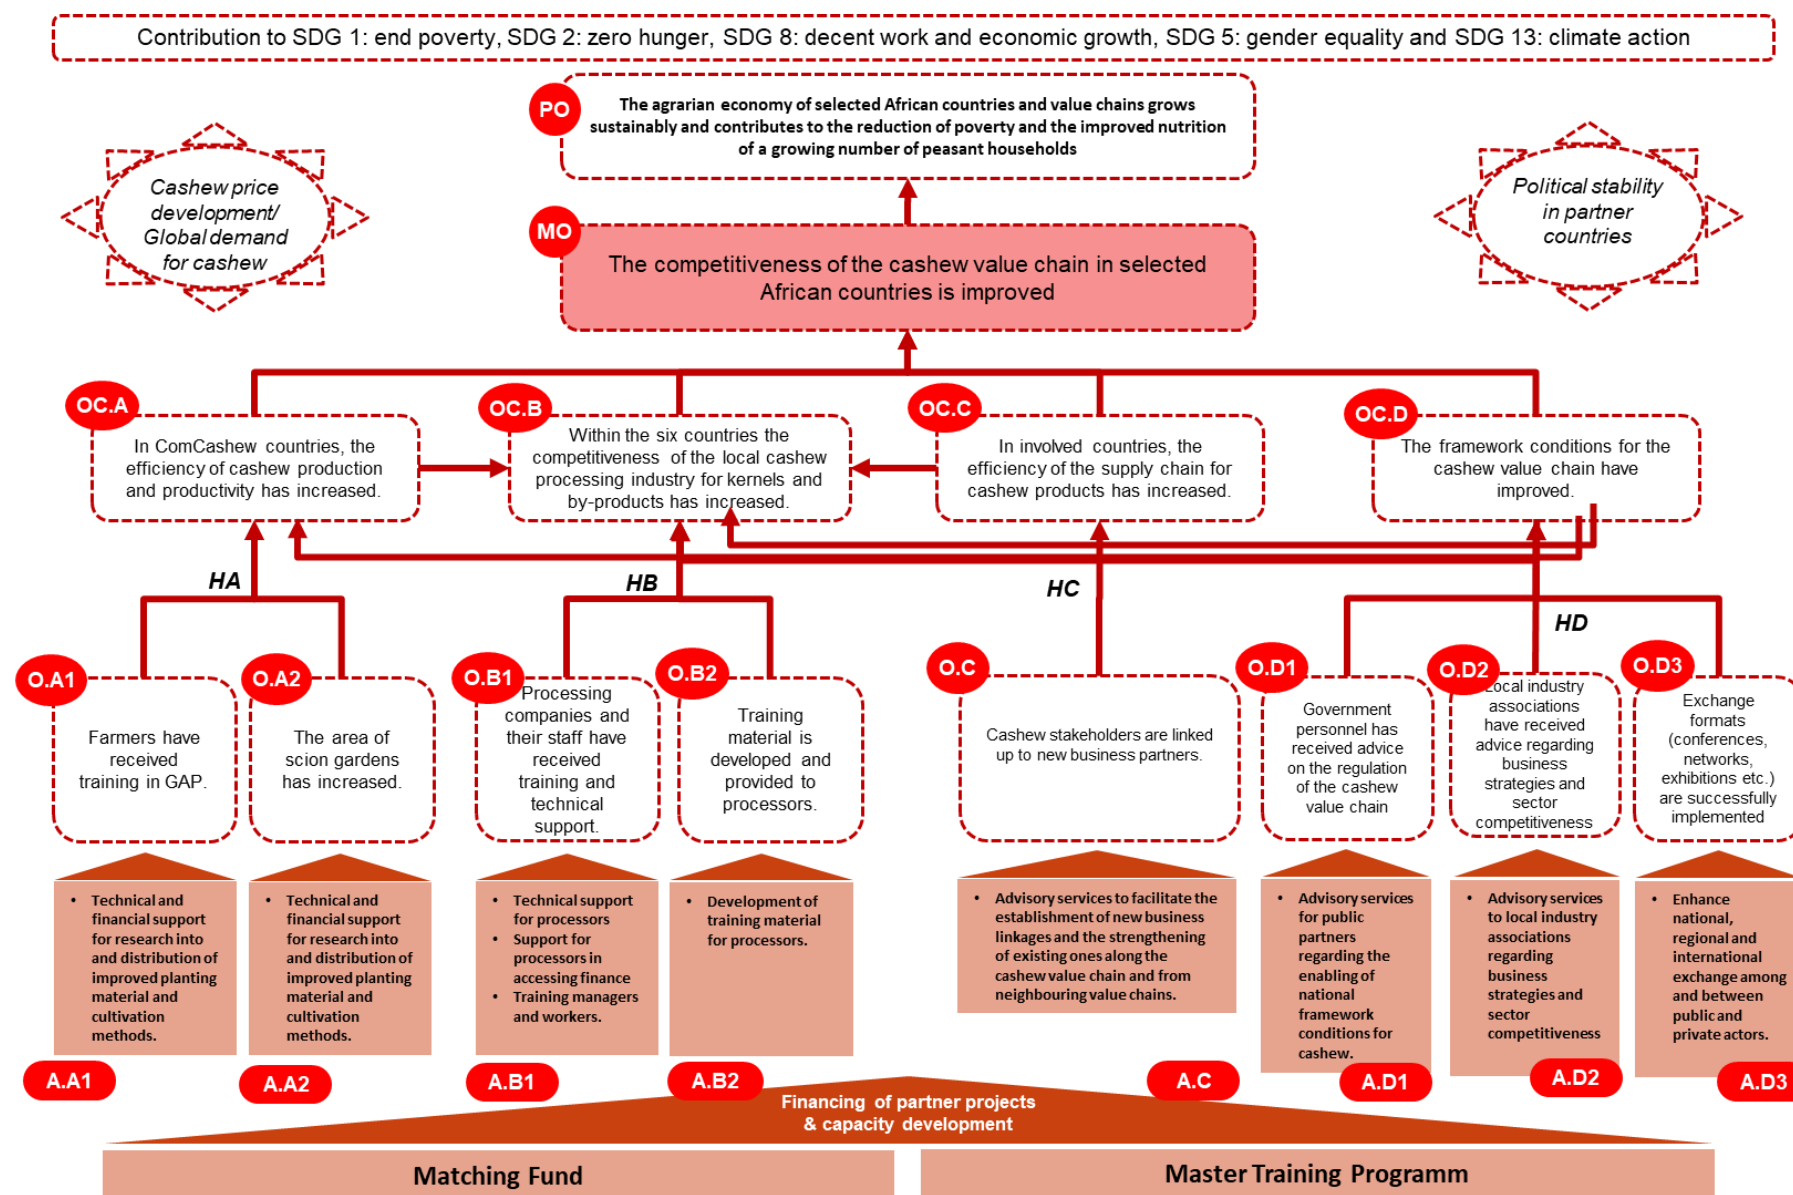 Contribution to SDG 1: end poverty, SDG 2: zero hunger, SDG 8: decent work and economic growth, SDG 5: gender equality and SDG 13: climate action
PO
The agrarian economy of selected African countries and value chains grows
sustainably and contributes to the reduction of poverty and the improved nutrition
of a growing number of peasant households
Cashew price
development/
Global demand
for cashew
Political stability
in partner
countries
MO
The competitiveness of the cashew value chain in selected
African countries is improved
OC.A
In ComCashew countries, the
efficiency of cashew production
and productivity has increased.
OC.B
Within the six countries the
competitiveness of the local cashew
processing industry for kernels and
by-products has increased.
OC.C
In involved countries, the
efficiency of the supply chain for
cashew products has increased.
OC.D
The framework conditions for the
cashew value chain have
improved.
HA
HB
HC
HD
O.A1
Farmers have
received
training in GAP.
O.A2
The area of
scion gardens
has increased.
O.B1
Processing
companies and
their staff have
received
training and
technical
support.
O.B2
Training
material is
developed and
provided to
processors.
O.C
Cashew stakeholders are linked
up to new business partners.
O.D1
Government
personnel has
received advice
on the regulation
of the cashew
value chain
O.D2
Local industry
associations
have received
advice regarding
business
strategies and
sector
competitiveness
O.D3
Exchange
formats
(conferences,
networks,
exhibitions etc.)
are successfully
implemented
• Technical and
financial support
for research into
and distribution of
improved planting
material and
cultivation
methods.
A.A1
• Technical and
financial support
for research into
and distribution of
improved planting
material and
cultivation
methods.
A.A2
• Technical support
for processors
• Support for
processors in
accessing finance
• Training managers
and workers.
A.B1
• Development of
training material
for processors.
A.B2
• Advisory services to facilitate the
establishment of new business
linkages and the strengthening
of existing ones along the
cashew value chain and from
neighbouring value chains.
A.C
• Advisory services
for public
partners
regarding the
enabling of
national
framework
conditions for
cashew.
A.D1
• Advisory services
to local industry
associations
regarding
business
strategies and
sector
competitiveness
A.D2
• Enhance
national,
regional and
international
exchange among
and between
public and
private actors.
A.D3
Financing of partner projects
& capacity development
Matching Fund
Master Training Programm